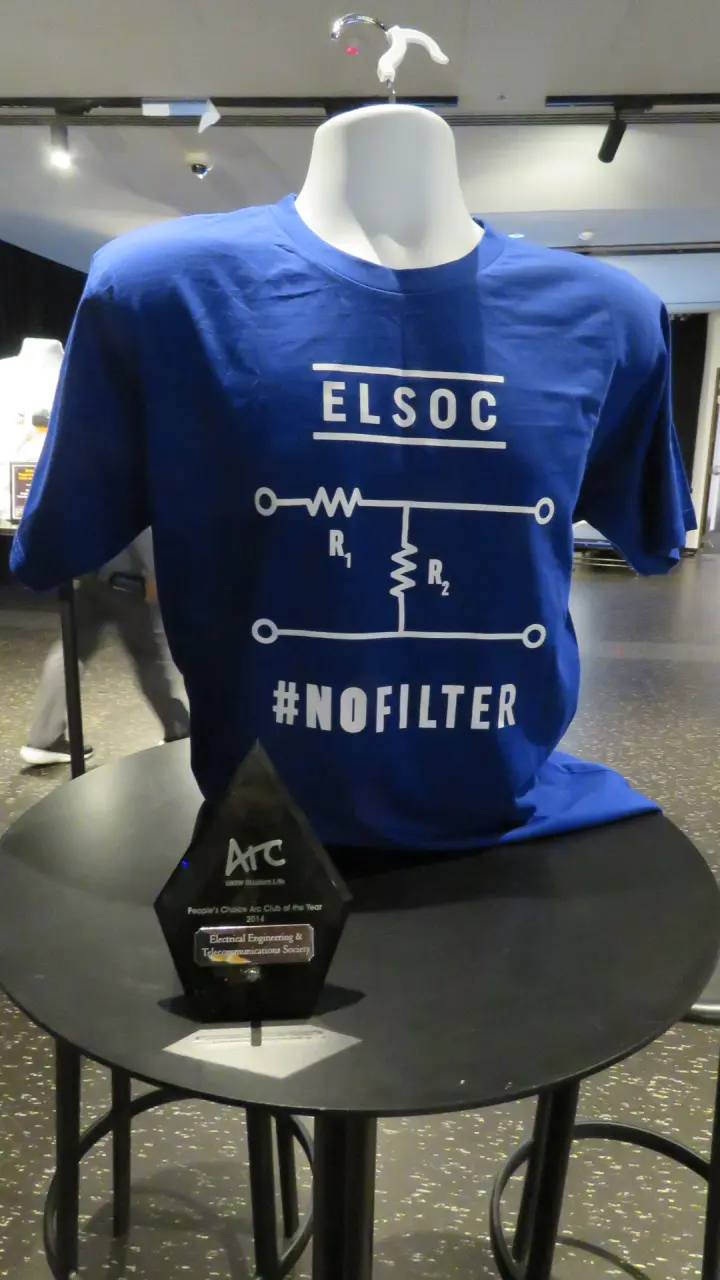 ELSOC
R1
R2
#NOFILTER
Arc
UNSW Student Life
People's Choice Arc Club of the Year
2014
Electrical Engineering &
Telecommunications Society